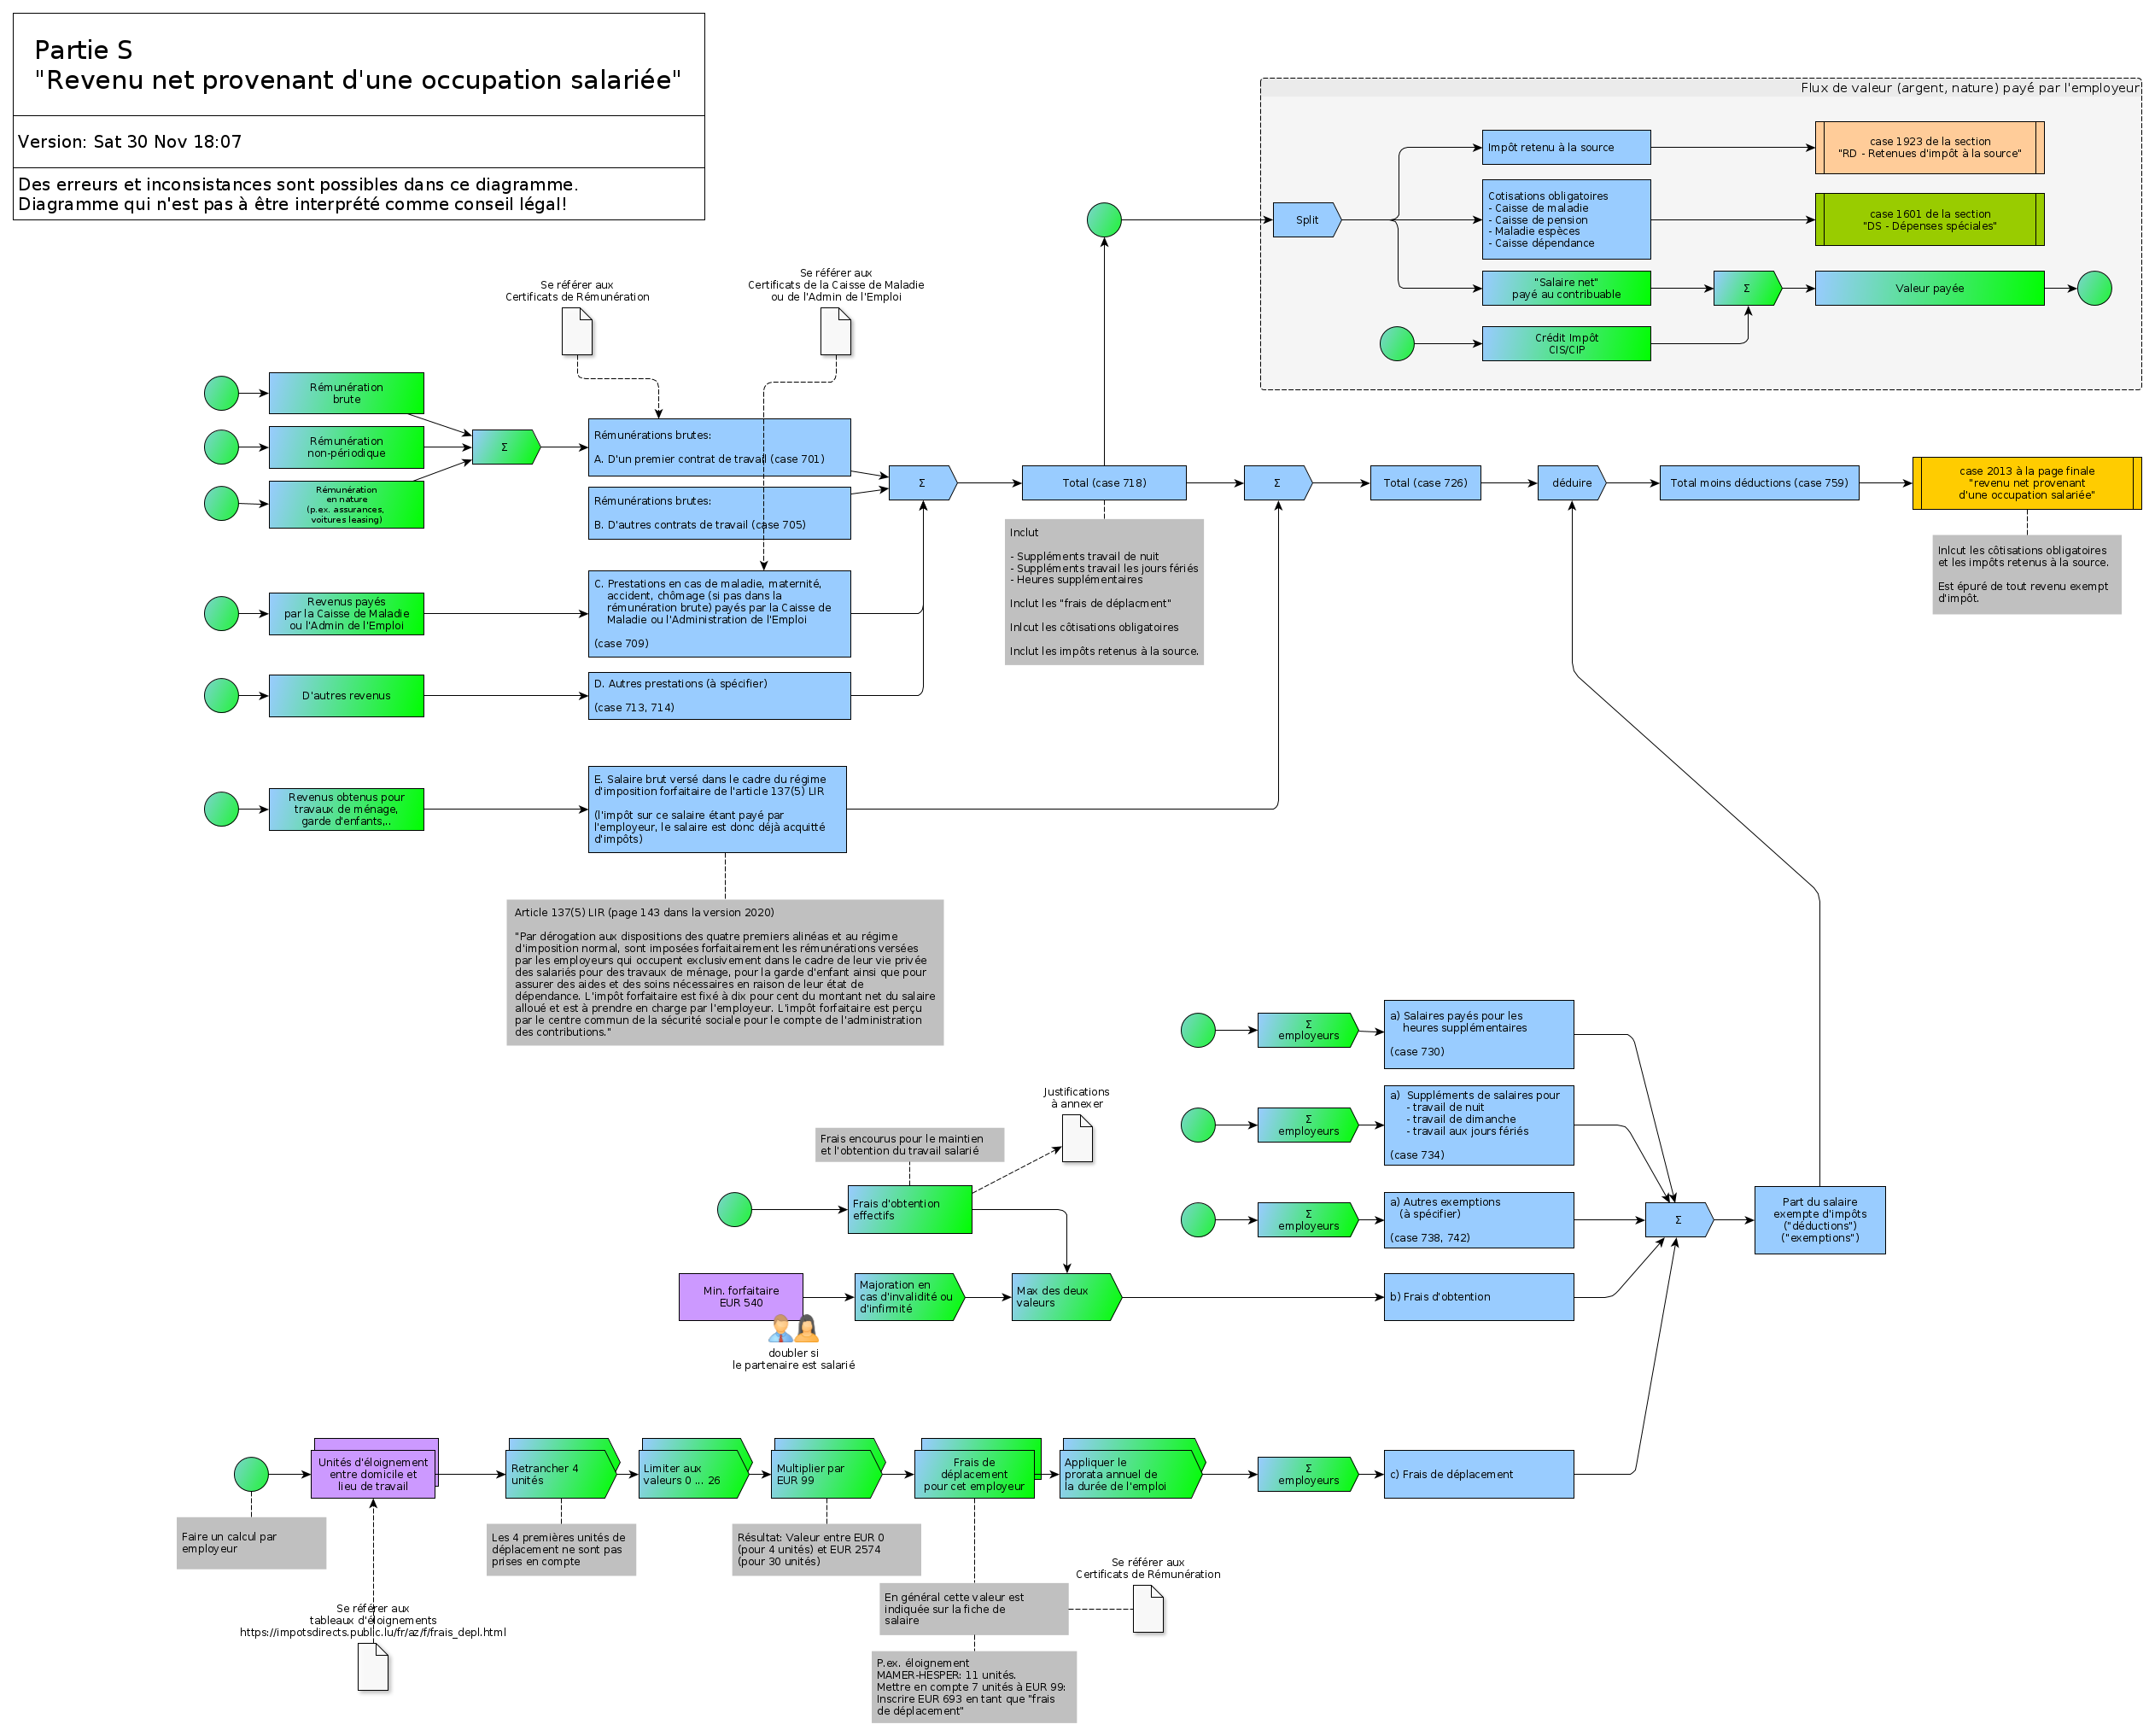 Partie S
"Revenu net provenant d'une occupation salariée"
Version: Sat 30 Nov 18:07
Des erreurs et inconsistances sont possibles dans ce diagramme.
Diagramme qui n'est pas à être interprété comme conseil légal!
Flux de valeur (argent, nature) payé par l'employeur
Split
Impôt retenu à la source
case 1923 de la section
"RD - Retenues d'impôt à la source"
Cotisations obligatoires
- Caisse de maladie
- Caise de pension
- Maladie espèces
- Caisse dépendance
case 1601 de la section
"DS - Dépenses spéciales"
"Salaire net"
payé au contribuable
Σ
Valeur payée
Crédit Impôt
CIS/CIP
Se référer aux
Certificats de Rémunération
Se référer aux
Certificats de la Caisse de Maladie
ou de l'Admin de l'Emploi
Rémunération
brute
Rémunération
non-périodique
Rémunération
en nature
(p.ex. assurances,
voitures leasing)
Σ
Rémunérations brutes:
A. D'un premier contrat de travail (case 701)
Rémunérations brutes:
B. D'autres contrats de travail (case 705)
Σ
Total (case 718)
Σ
Total (case 726)
déduire
Total moins déductions (case 759)
case 2013 à la page finale
"revenu net provenant
d'une occupation salariée"
Inclut
- Suppléments travail de nuit
- Suppléments travail les jours fériés
- Heures supplémentaires
Inclut les "frais de déplacment"
Inlcut les côtisations obligatoires
Inclut les impôts retenus à la source.
Inlcut les côtisations obligatoires
et les impôts retenus à la source.
Est épuré de tout revenu exempt
d'impôt.
Revenus payés
par la Caisse de Maladie
ou l'Admin de l'Emploi
C. Prestations en cas de maladie, maternité,
accident, chômage (si pas dans la
rémunération brute) payés par la Caisse de
Maladie ou l'Administration de l'Emploi
(case 709)
D'autres revenus
D. Autres prestations (à spécifier)
(case 713, 714)
Revenus obtenus pour
travaux de ménage,
garde d'enfants,..
E. Salaire brut versé dans le cadre du régime
d'imposition forfaitaire de l'article 137(5) LIR
(l'impôt sur ce salaire étant payé par
l'employeur, le salaire est donc déjà acquitté
d'impôts)
Article 137(5) LIR (page 143 dans la version 2020)
"Par dérogation aux dispositions des quatre premiers alinéas et au régime
d'imposition normal, sont imposées forfaitairement les rémunérations versées
par les employeurs qui occupent exclusivement dans le cadre de leur vie privée
des salariés pour des travaux de ménage, pour la garde d'enfant ainsi que pour
assurer des aides et des soins nécessaires en raison de leur état de
dépendance. L'impôt forfaitaire est fixé à dix pour cent du montant net du salaire
alloué et est à prendre en charge par l'employeur. L'impôt forfaitaire est perçu
par le centre commun de la sécurité sociale pour le compte de l'administration
des contributions."
Σ
employeurs
a) Salaires payés pour les
heures supplémentaires
(case 730)
Σ
employeurs
a) Suppléments de salaires pour
- travail de nuit
- travail de dimanche
- travail aux jours fériés
(case 734)
Σ
employeurs
a) Autres exemptions
(à spécifier)
(case 738, 742)
Σ
Part du salaire
exempte d'impôts
("déductions")
("exemptions")
Justifications
à annexer
Frais encourus pour le maintien
et l'obtention du travail salarié
Frais d'obtention
effectifs
Min. forfaitaire
EUR 540
Majoration en
cas d'invalidité ou
d'infirmité
Max des deux
valeurs
b) Frais d'obtention
doubler si
le partenaire est salarié
Unités d'éloignement
entre domicile et
lieu de travail
Retrancher 4
unités
Limiter aux
valeurs 0 ... 26
Multiplier par
EUR 99
Frais de
déplacement
pour cet employeur
Appliquer le
prorata annuel de
la durée de l'emploi
Σ
employeurs
c) Frais de déplacement
Faire un calcul par
employeur
Les 4 premières unités de
déplacement ne sont pas
prises en compte
Résultat: Valeur entre EUR 0
(pour 4 unités) et EUR 2574
(pour 30 unités)
Se référer aux
Certificats de Rémunération
En général cette valeur est
indiquée sur la fiche de
salaire
Se référer aux
tableaux d'éloignements
https://impotsdirects.public.lu/fr/az/f/frais_depl.html
P.ex. éloignement
MAMER-HESPER: 11 unités.
Mettre en compte 7 unités à EUR 99:
Inscrire EUR 693 en tant que "frais
de déplacement"